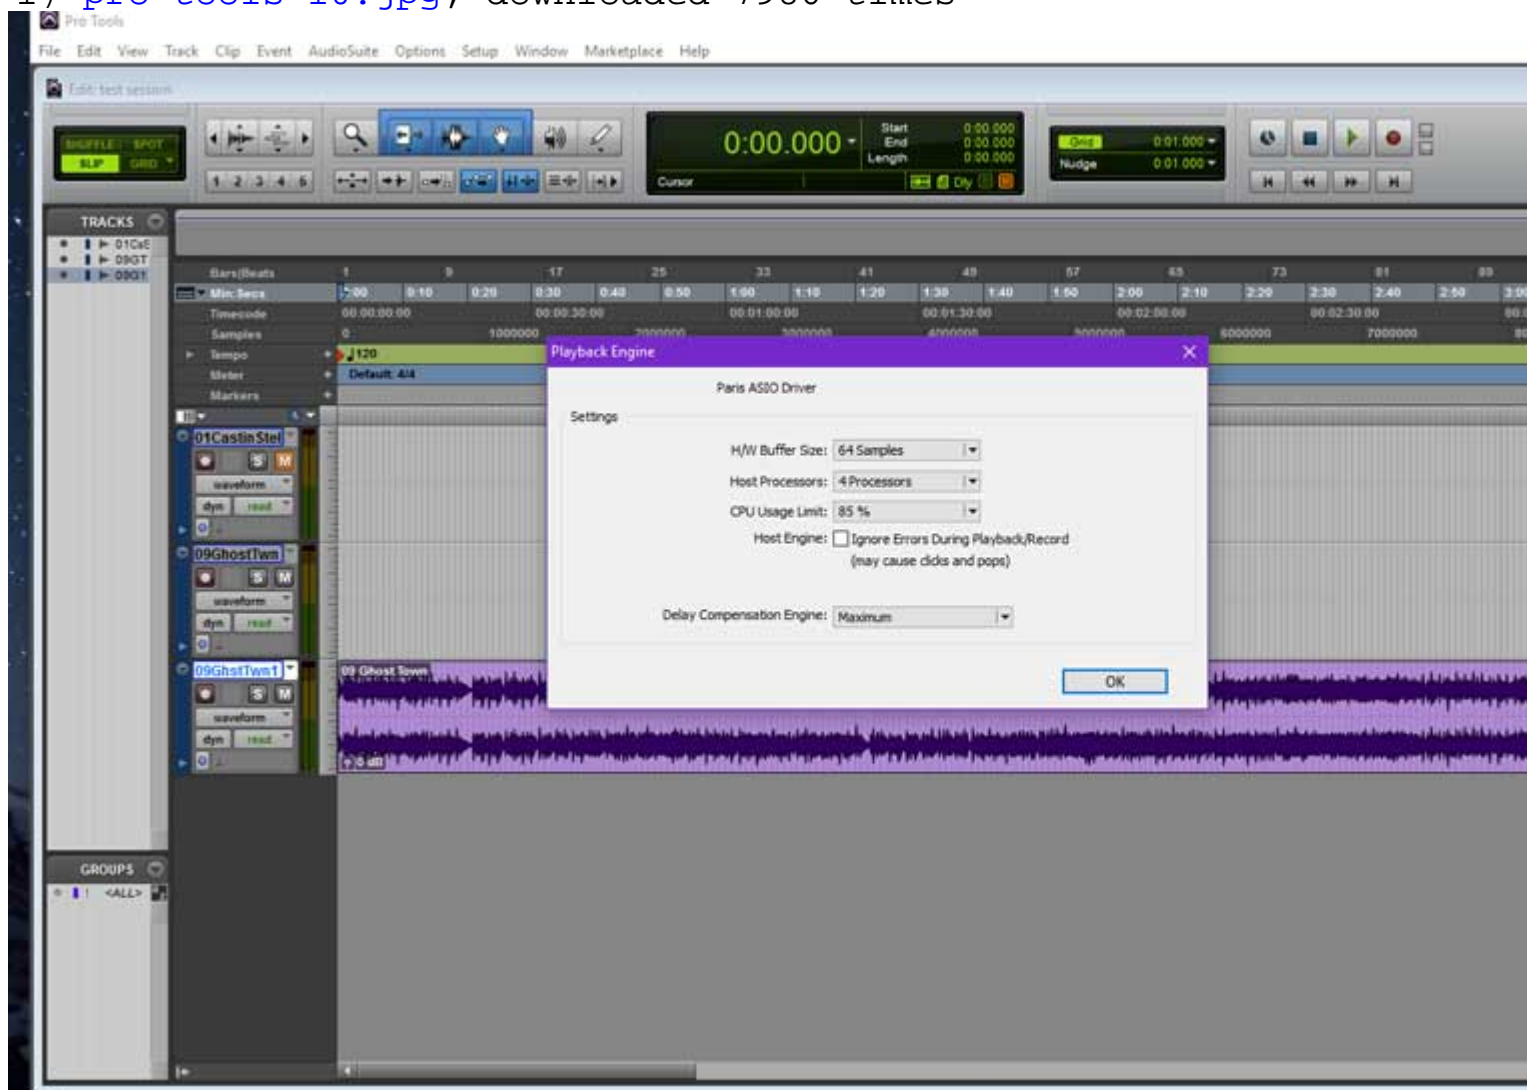 Pro Tools
File Edit View Track Clip Event AudioSuite Options Setup Window Marketplace Help
Edit: test session
SHUFFLE SPOT
SLIP GRID
1 2 3 4 5
0:00.000
Start 0:00.000
End 0:00.000
Length 0:00.000
Cursor
Dly
Grid 0:01.000
Nudge 0:01.000
TRACKS
01CsS
09GT
09GT
Bars|Beats 1 9 17 25 33 41 49 57 65 73 81 89
Min:Secs 0:00 0:10 0:20 0:30 0:40 0:50 1:00 1:10 1:20 1:30 1:40 1:50 2:00 2:10 2:20 2:30 2:40 2:50
Timecode 00:00:00:00 00:00:30:00 00:01:00:00 00:01:30:00 00:02:00:00 00:02:30:00
Samples 0 1000000 2000000 3000000 4000000 5000000 6000000 7000000
Tempo 120
Meter Default: 4/4
Markers
Playback Engine
Paris ASIO Driver
Settings
H/W Buffer Size: 64 Samples
Host Processors: 4 Processors
CPU Usage Limit: 85 %
Host Engine: Ignore Errors During Playback/Record
(may cause clicks and pops)
Delay Compensation Engine: Maximum
OK
01CastinStel
S M
waveform
dyn read
09GhostTwn
S M
waveform
dyn read
09GhstTwn1
S M
waveform
dyn read
09 Ghost Town
0 dB
GROUPS
! <ALL>